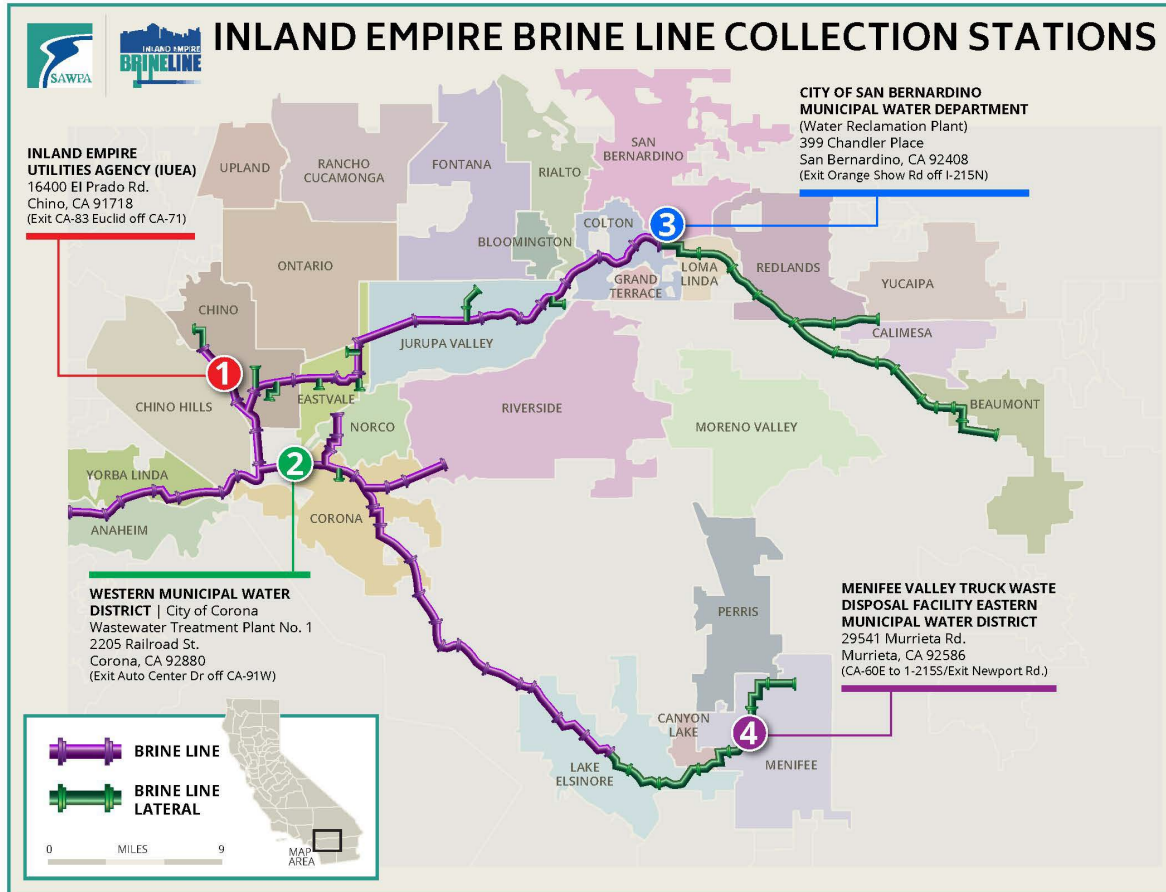 SAWPA
INLAND EMPIRE
BRINELINE
INLAND EMPIRE BRINE LINE COLLECTION STATIONS
INLAND EMPIRE
UTILITIES AGENCY (IUEA)
16400 El Prado Rd.
Chino, CA 91718
(Exit CA-83 Euclid off CA-71)
CITY OF SAN BERNARDINO
MUNICIPAL WATER DEPARTMENT
(Water Reclamation Plant)
399 Chandler Place
San Bernardino, CA 92408
(Exit Orange Show Rd off I-215N)
UPLAND
RANCHO
CUCAMONGA
FONTANA
RIALTO
SAN
BERNARDINO
BLOOMINGTON
COLTON
3
ONTARIO
GRAND
TERRACE
LOMA
LINDA
REDLANDS
YUCAIPA
CHINO
JURUPA VALLEY
CALIMESA
1
CHINO HILLS
EASTVALE
NORCO
RIVERSIDE
MORENO VALLEY
BEAUMONT
2
YORBA LINDA
ANAHEIM
CORONA
WESTERN MUNICIPAL WATER
DISTRICT | City of Corona
Wastewater Treatment Plant No. 1
2205 Railroad St.
Corona, CA 92880
(Exit Auto Center Dr off CA-91W)
PERRIS
MENIFEE VALLEY TRUCK WASTE
DISPOSAL FACILITY EASTERN
MUNICIPAL WATER DISTRICT
29541 Murrieta Rd.
Murrieta, CA 92586
(CA-60E to 1-215S/Exit Newport Rd.)
CANYON
LAKE
4
LAKE
ELSINORE
MENIFEE
BRINE LINE
BRINE LINE
LATERAL
0 MILES 9
MAP
AREA